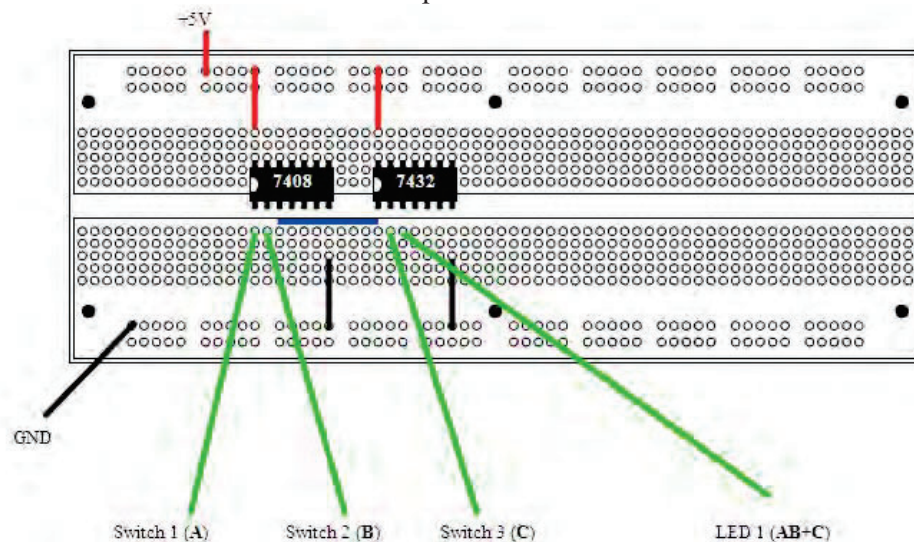 +5V
7408
7432
GND
Switch 1 (A)
Switch 2 (B)
Switch 3 (C)
LED 1 (AB+C)